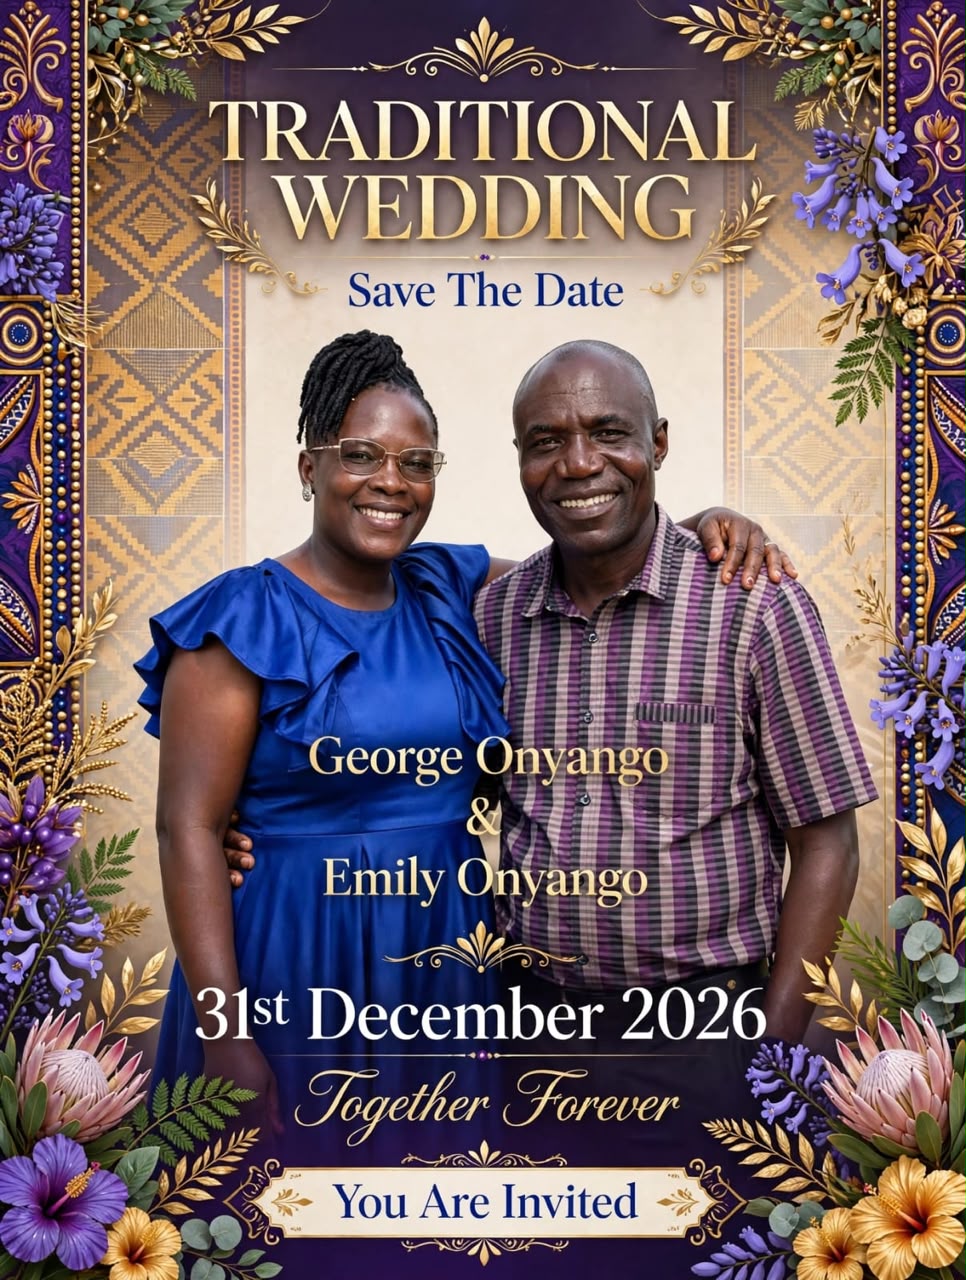 TRADITIONAL
WEDDING
Save The Date
George Onyango
&
Emily Onyango
31st December 2026
Together Forever
You Are Invited